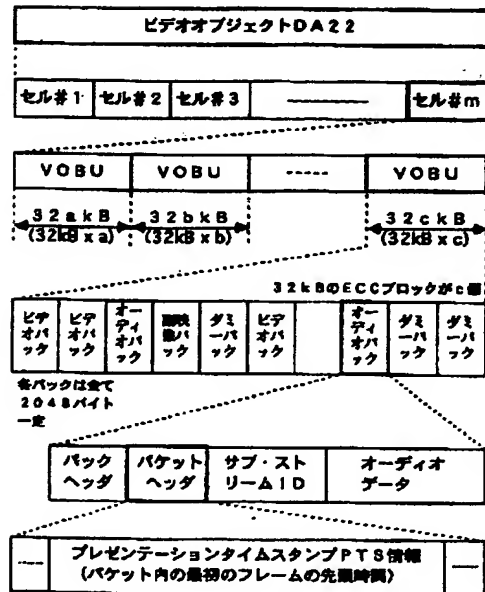 ビデオオブジェクトDA22
セル#1 セル#2 セル#3 セル#m
VOBU VOBU ----- VOBU
32akB 32bkB 32ckB
(32kB x a) (32kB x b) (32kB x c)
32kBのECCブロックがc個
ビデオパック ビデオパック オーディオパック 副映像パック ダミーパック ビデオパック オーディオパック ダミーパック ダミーパック
各パックは全て
2048バイト
一定
パック パケット サブ・スト オーディオ
ヘッダ ヘッダ リームID データ
プレゼンテーションタイムスタンプPTS情報
(パケット内の最初のフレームの先頭時間)